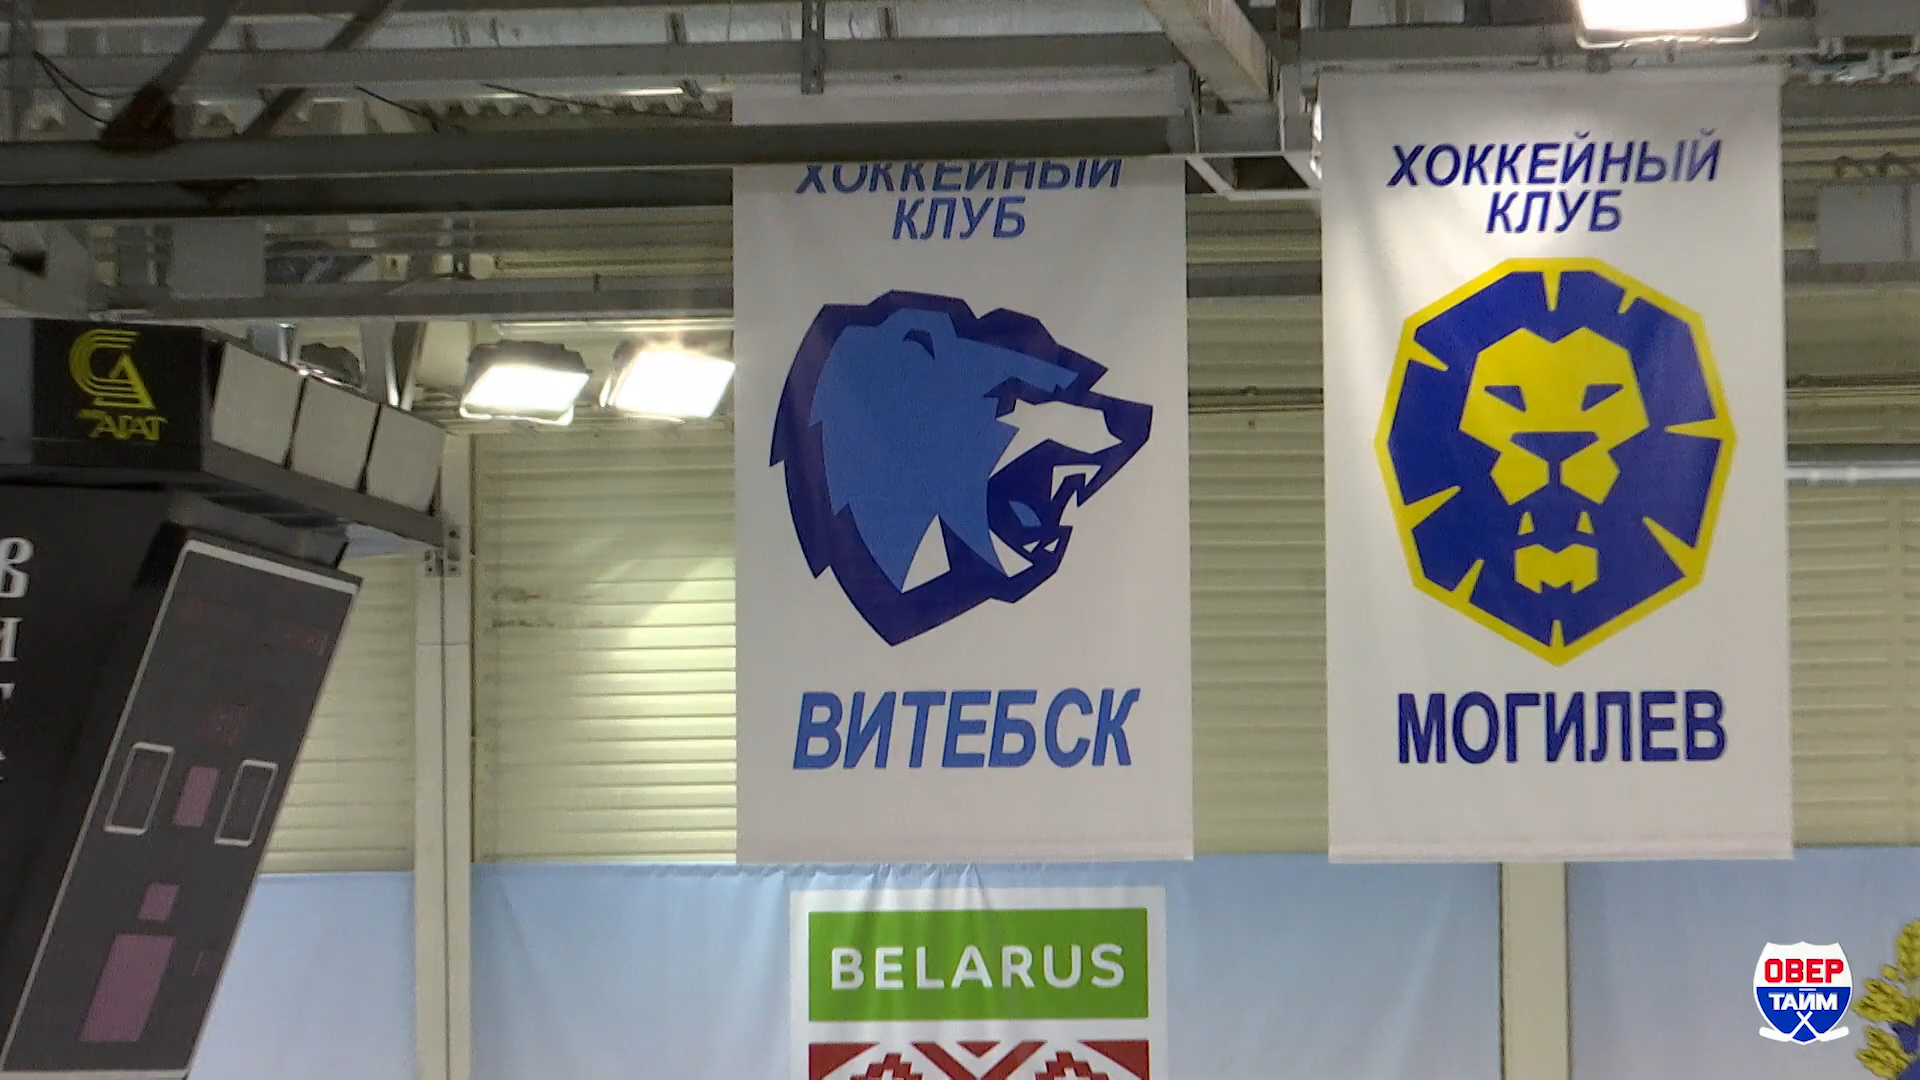 ХОККЕЙНЫЙ
КЛУБ
ВИТЕБСК
ХОККЕЙНЫЙ
КЛУБ
МОГИЛЕВ
АГАТ
BELARUS
ОВЕР
ТАЙМ